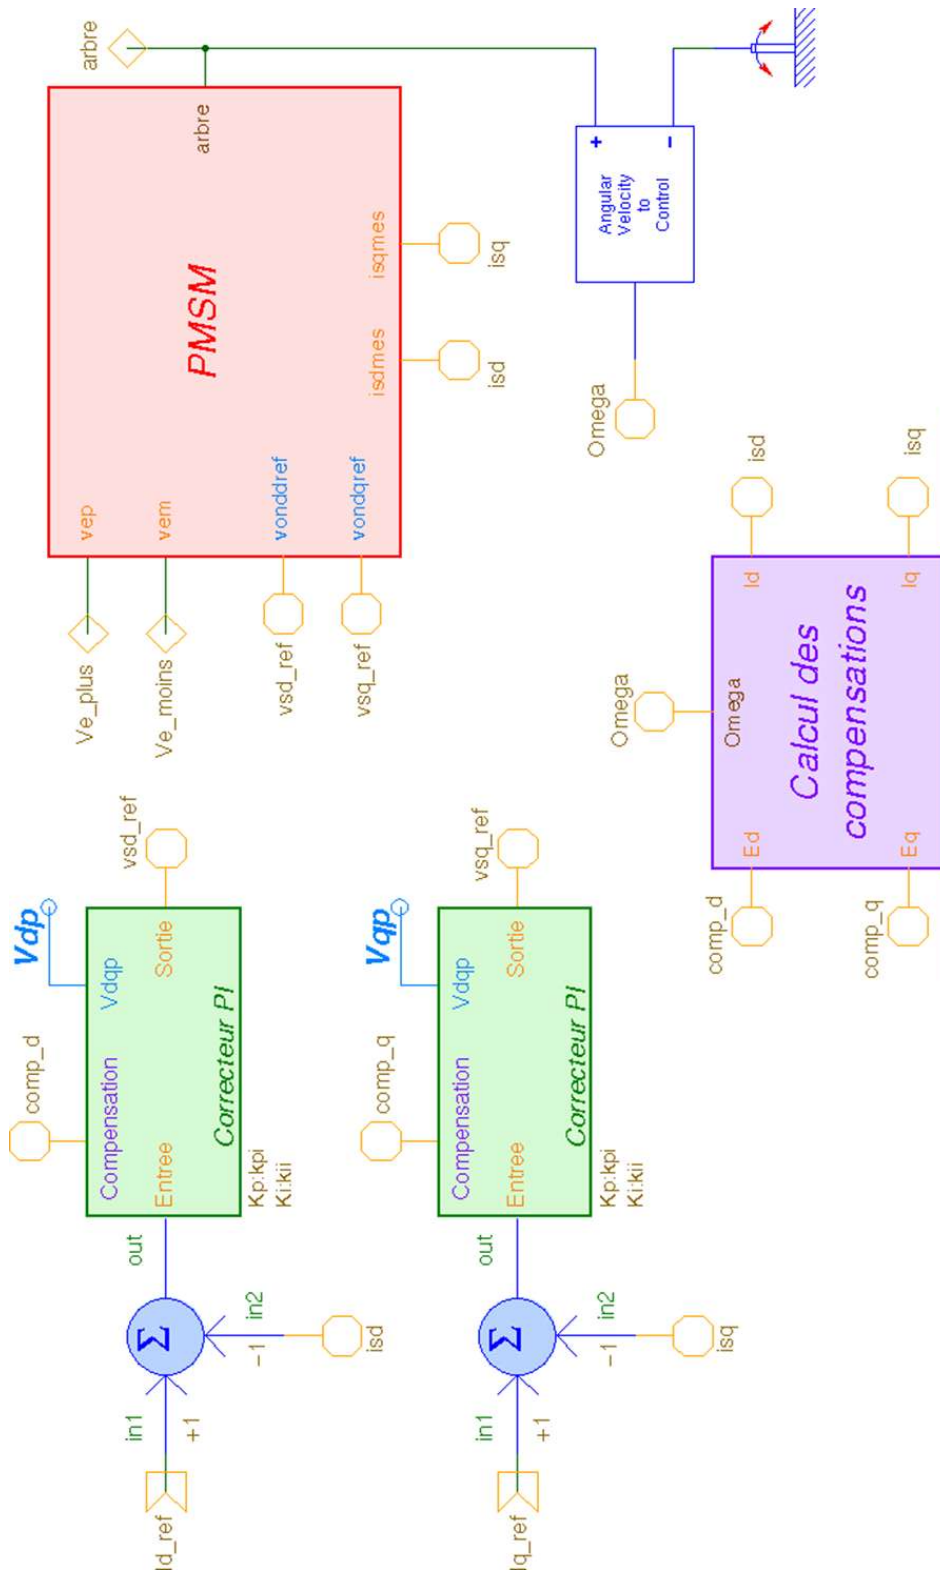 Id_ref
in1
+1
Σ
-1
in2
isd
out
comp_d
Vdp
Compensation
Vdqp
Entree
Sortie
Correcteur PI
Kp:kpi
Ki:kii
vsd_ref
Iq_ref
in1
+1
Σ
-1
in2
isq
out
comp_q
Vqp
Compensation
Vdqp
Entree
Sortie
Correcteur PI
Kp:kpi
Ki:kii
vsq_ref
Ve_plus
Ve_moins
vsd_ref
vsq_ref
vep
vem
vonddref
vondqref
PMSM
arbre
arbre
isdmes
isqmes
isd
isq
Omega
Angular
Velocity
to
Control
+
-
Omega
comp_d
comp_q
Ed
Omega
Id
Calcul des
compensations
Eq
Iq
isd
isq